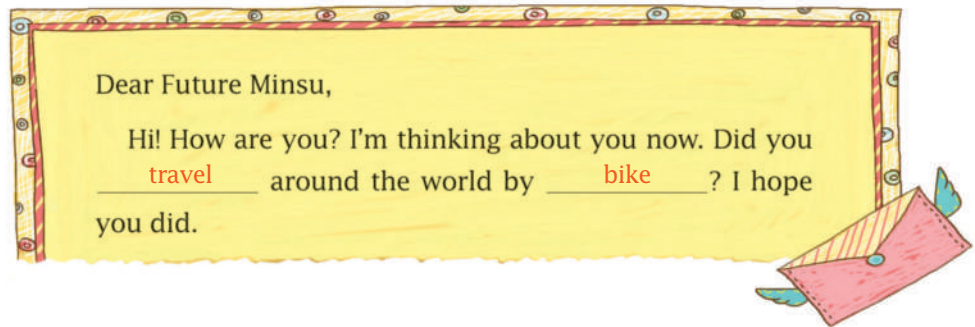 Dear Future Minsu,
Hi! How are you? I'm thinking about you now. Did you
travel around the world by bike? I hope
you did.